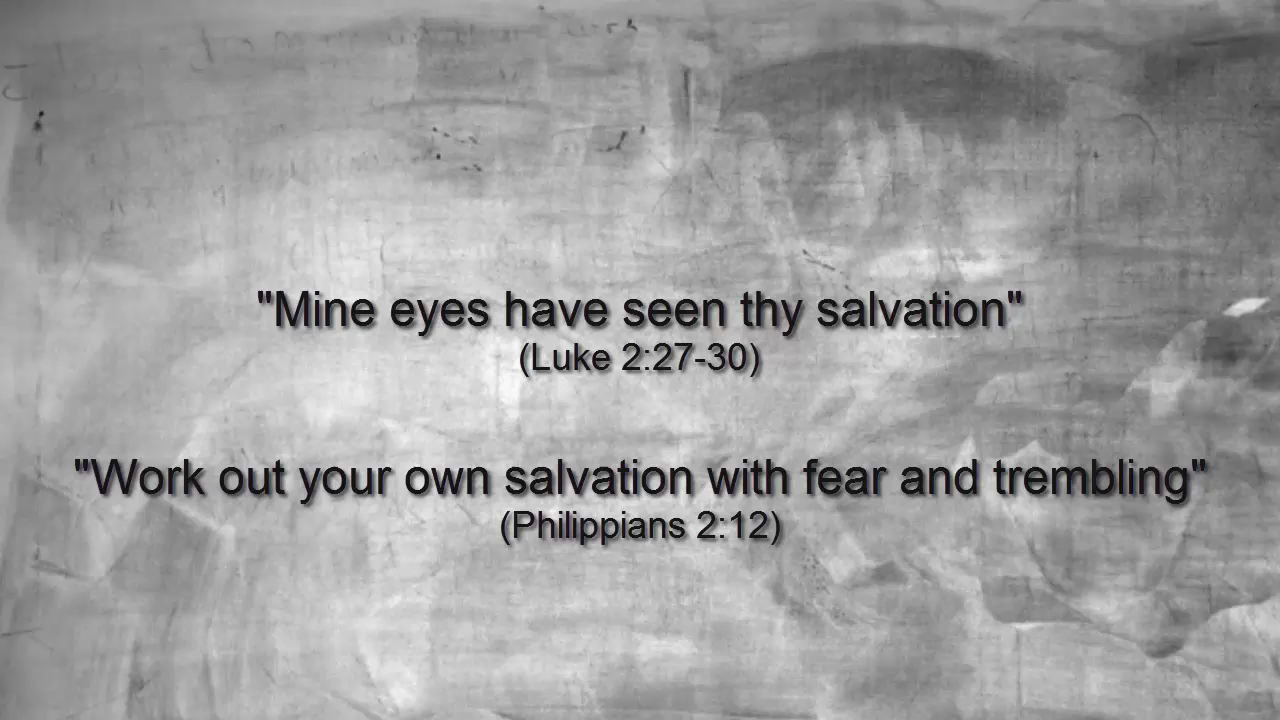 "Mine eyes have seen thy salvation"
(Luke 2:27-30)
"Work out your own salvation with fear and trembling"
(Philippians 2:12)